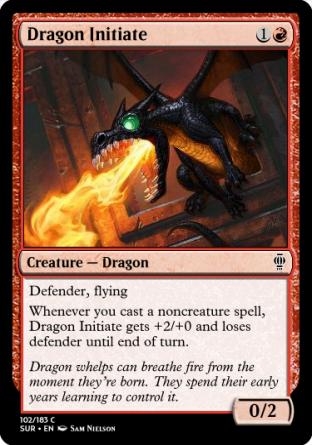 Dragon Initiate 1
Creature — Dragon
Defender, flying
Whenever you cast a noncreature spell,
Dragon Initiate gets +2/+0 and loses
defender until end of turn.
Dragon whelps can breathe fire from the
moment they're born. They spend their early
years learning to control it.
0/2
102/183 C
SUR • EN SAM NIELSON